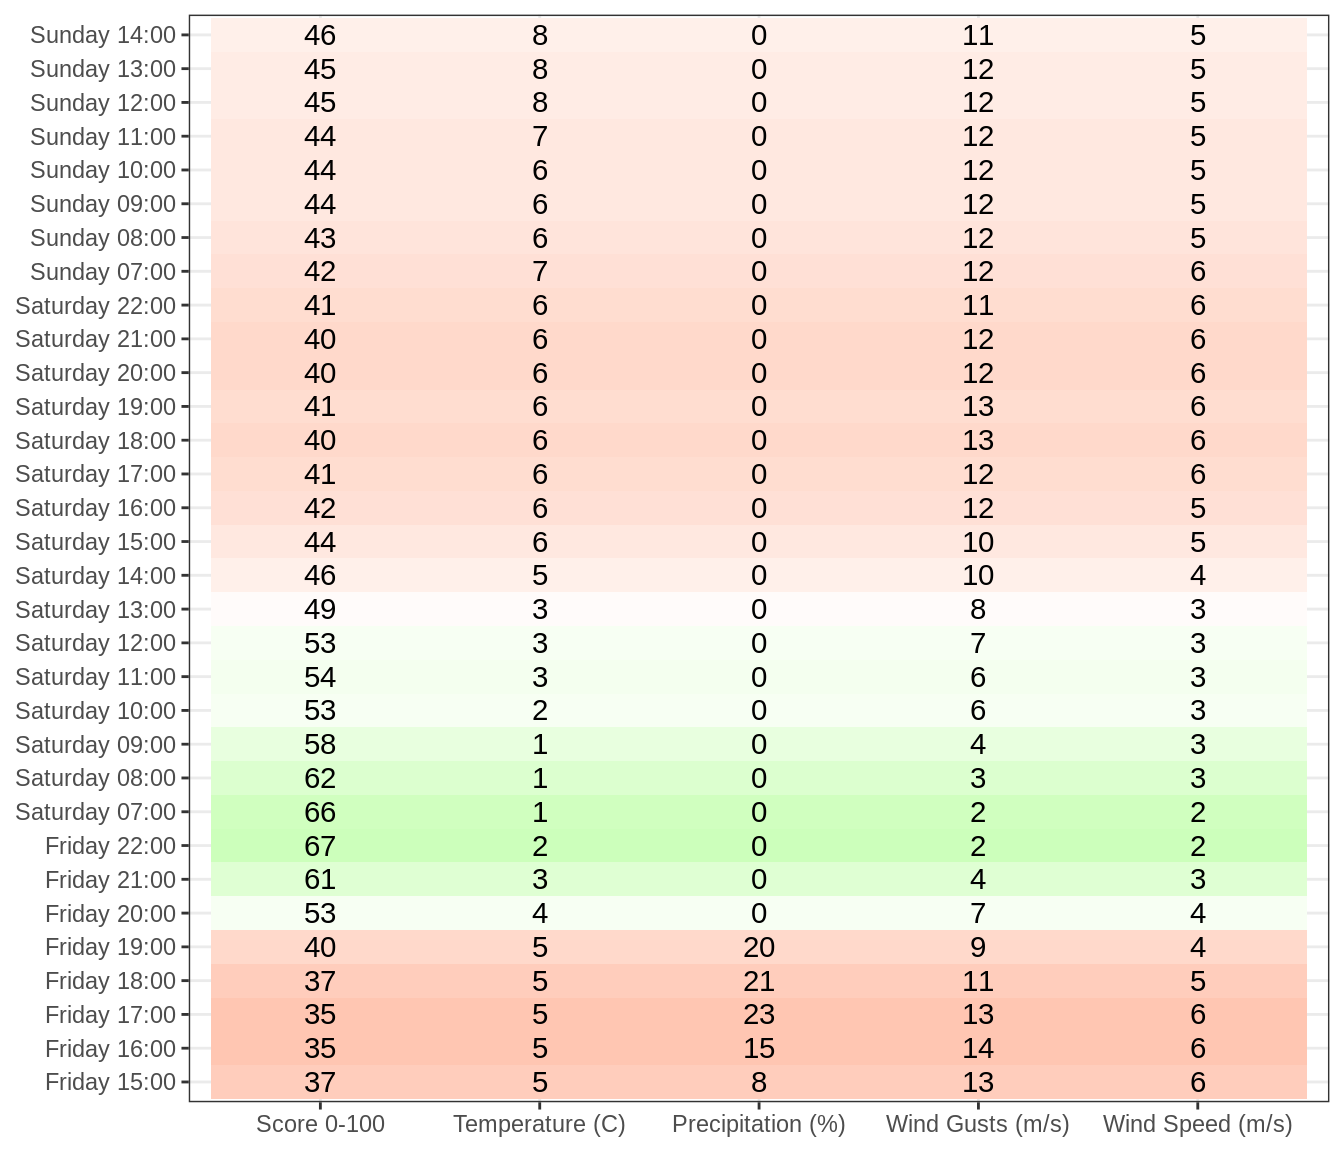 Sunday 14:00 46 8 0 11 5
Sunday 13:00 45 8 0 12 5
Sunday 12:00 45 8 0 12 5
Sunday 11:00 44 7 0 12 5
Sunday 10:00 44 6 0 12 5
Sunday 09:00 44 6 0 12 5
Sunday 08:00 43 6 0 12 5
Sunday 07:00 42 7 0 12 6
Saturday 22:00 41 6 0 11 6
Saturday 21:00 40 6 0 12 6
Saturday 20:00 40 6 0 12 6
Saturday 19:00 41 6 0 13 6
Saturday 18:00 40 6 0 13 6
Saturday 17:00 41 6 0 12 6
Saturday 16:00 42 6 0 12 5
Saturday 15:00 44 6 0 10 5
Saturday 14:00 46 5 0 10 4
Saturday 13:00 49 3 0 8 3
Saturday 12:00 53 3 0 7 3
Saturday 11:00 54 3 0 6 3
Saturday 10:00 53 2 0 6 3
Saturday 09:00 58 1 0 4 3
Saturday 08:00 62 1 0 3 3
Saturday 07:00 66 1 0 2 2
Friday 22:00 67 2 0 2 2
Friday 21:00 61 3 0 4 3
Friday 20:00 53 4 0 7 4
Friday 19:00 40 5 20 9 4
Friday 18:00 37 5 21 11 5
Friday 17:00 35 5 23 13 6
Friday 16:00 35 5 15 14 6
Friday 15:00 37 5 8 13 6
Score 0-100 Temperature (C) Precipitation (%) Wind Gusts (m/s) Wind Speed (m/s)